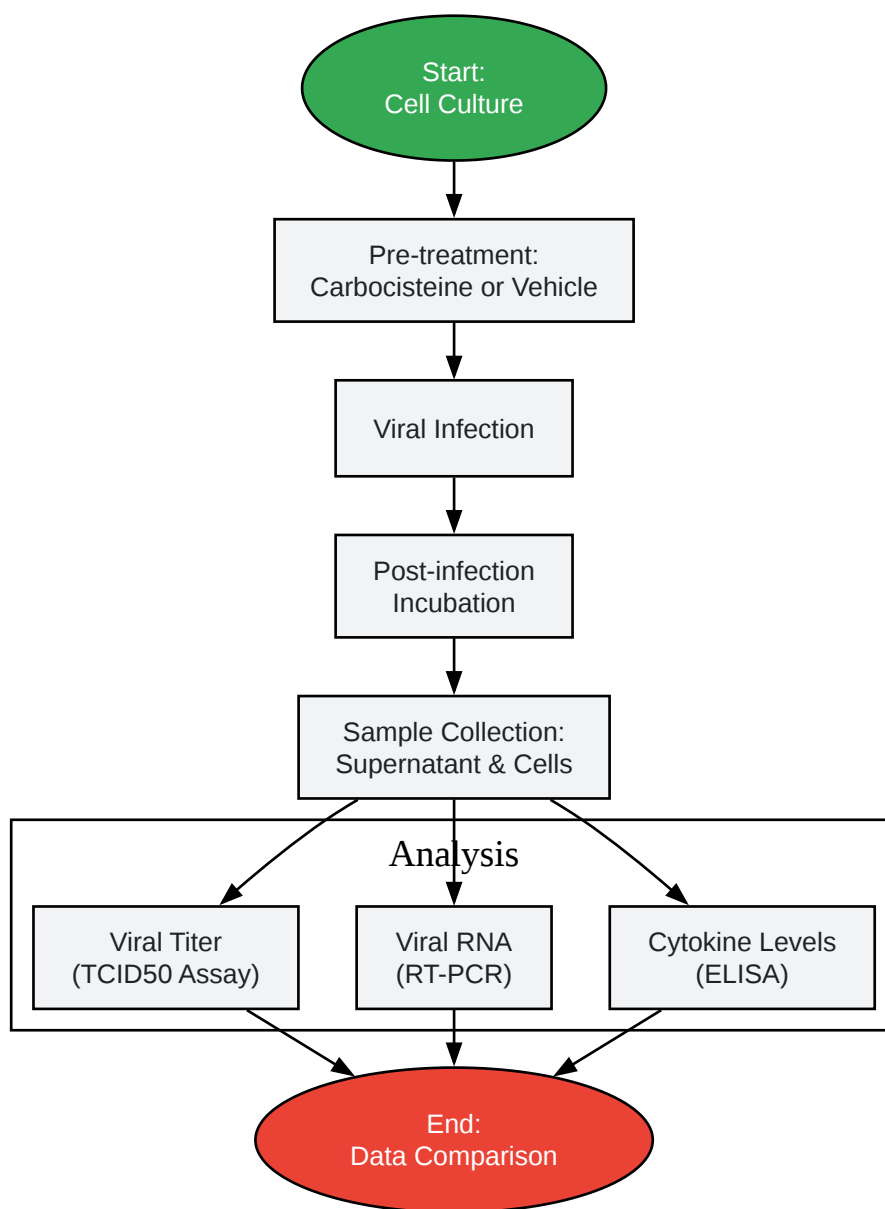 Start:
Cell Culture
Pre-treatment:
Carbocisteine or Vehicle
Viral Infection
Post-infection
Incubation
Sample Collection:
Supernatant & Cells
Analysis
Viral Titer
(TCID50 Assay)
Viral RNA
(RT-PCR)
Cytokine Levels
(ELISA)
End:
Data Comparison